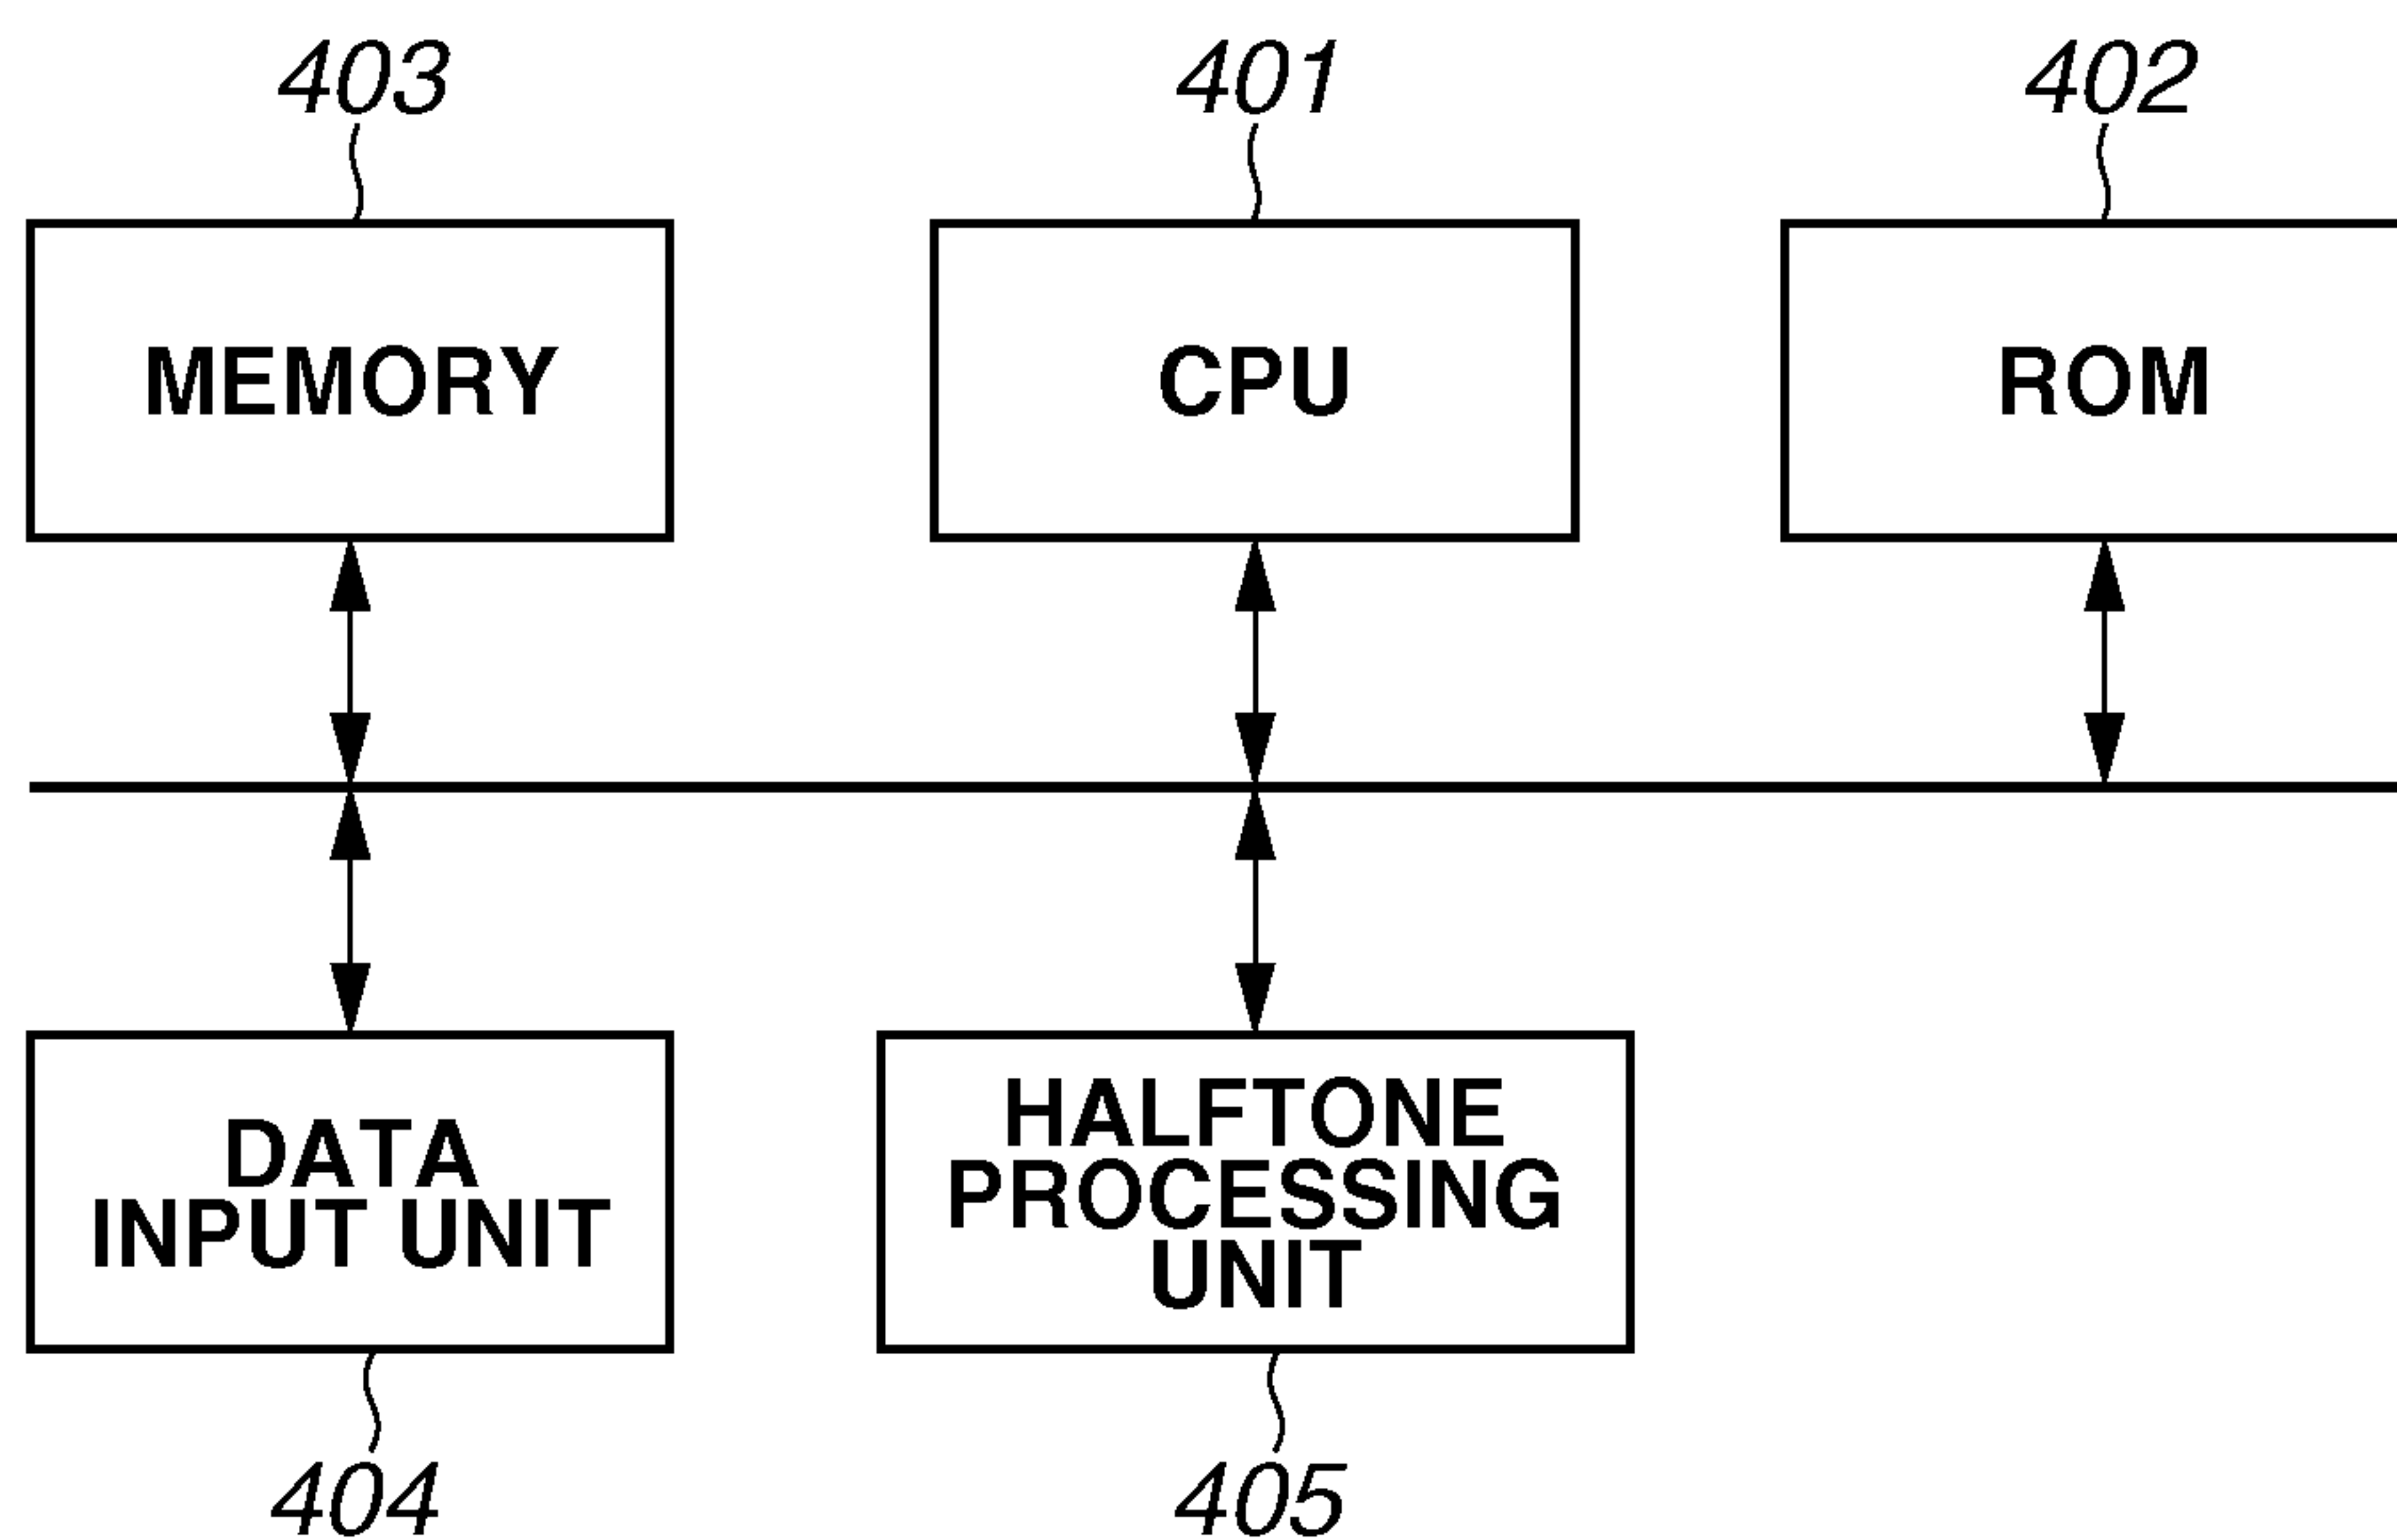 403
401
402
MEMORY
CPU
ROM
DATA
INPUT UNIT
HALFTONE
PROCESSING
UNIT
404
405